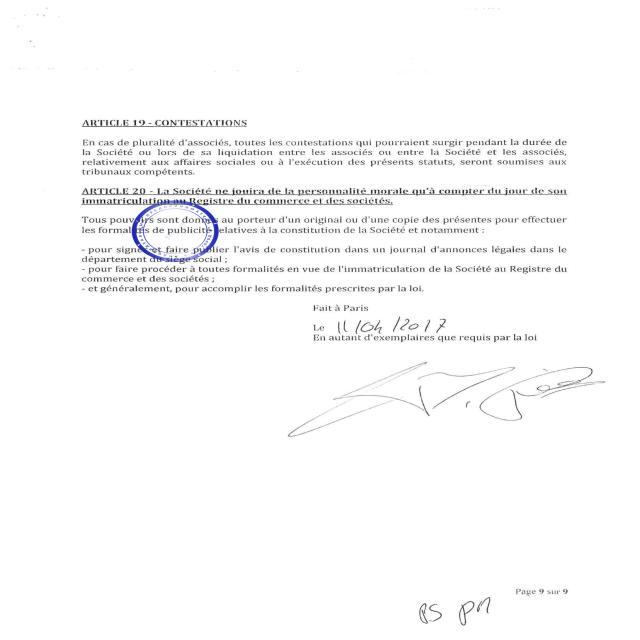 ARTICLE 19 - CONTESTATIONS
En cas de pluralité d'associés, toutes les contestations qui pourraient surgir pendant la durée de
la Société ou lors de sa liquidation entre les associés ou entre la Société et les associés,
relativement aux affaires sociales ou à l'exécution des présents statuts, seront soumises aux
tribunaux compétents.
ARTICLE 20 - La Société ne jouira de la personnalité morale qu'à compter du jour de son
immatriculation au Registre du commerce et des sociétés.
Tous pouvoirs sont donnés au porteur d'un original ou d'une copie des présentes pour effectuer
les formalités de publicité relatives à la constitution de la Société et notamment :
- pour signer et faire publier l'avis de constitution dans un journal d'annonces légales dans le
département du siège social ;
- pour faire procéder à toutes formalités en vue de l'immatriculation de la Société au Registre du
commerce et des sociétés ;
- et généralement, pour accomplir les formalités prescrites par la loi.
Fait à Paris
Le 11/04/2017
En autant d'exemplaires que requis par la loi
Page 9 sur 9
PS PM